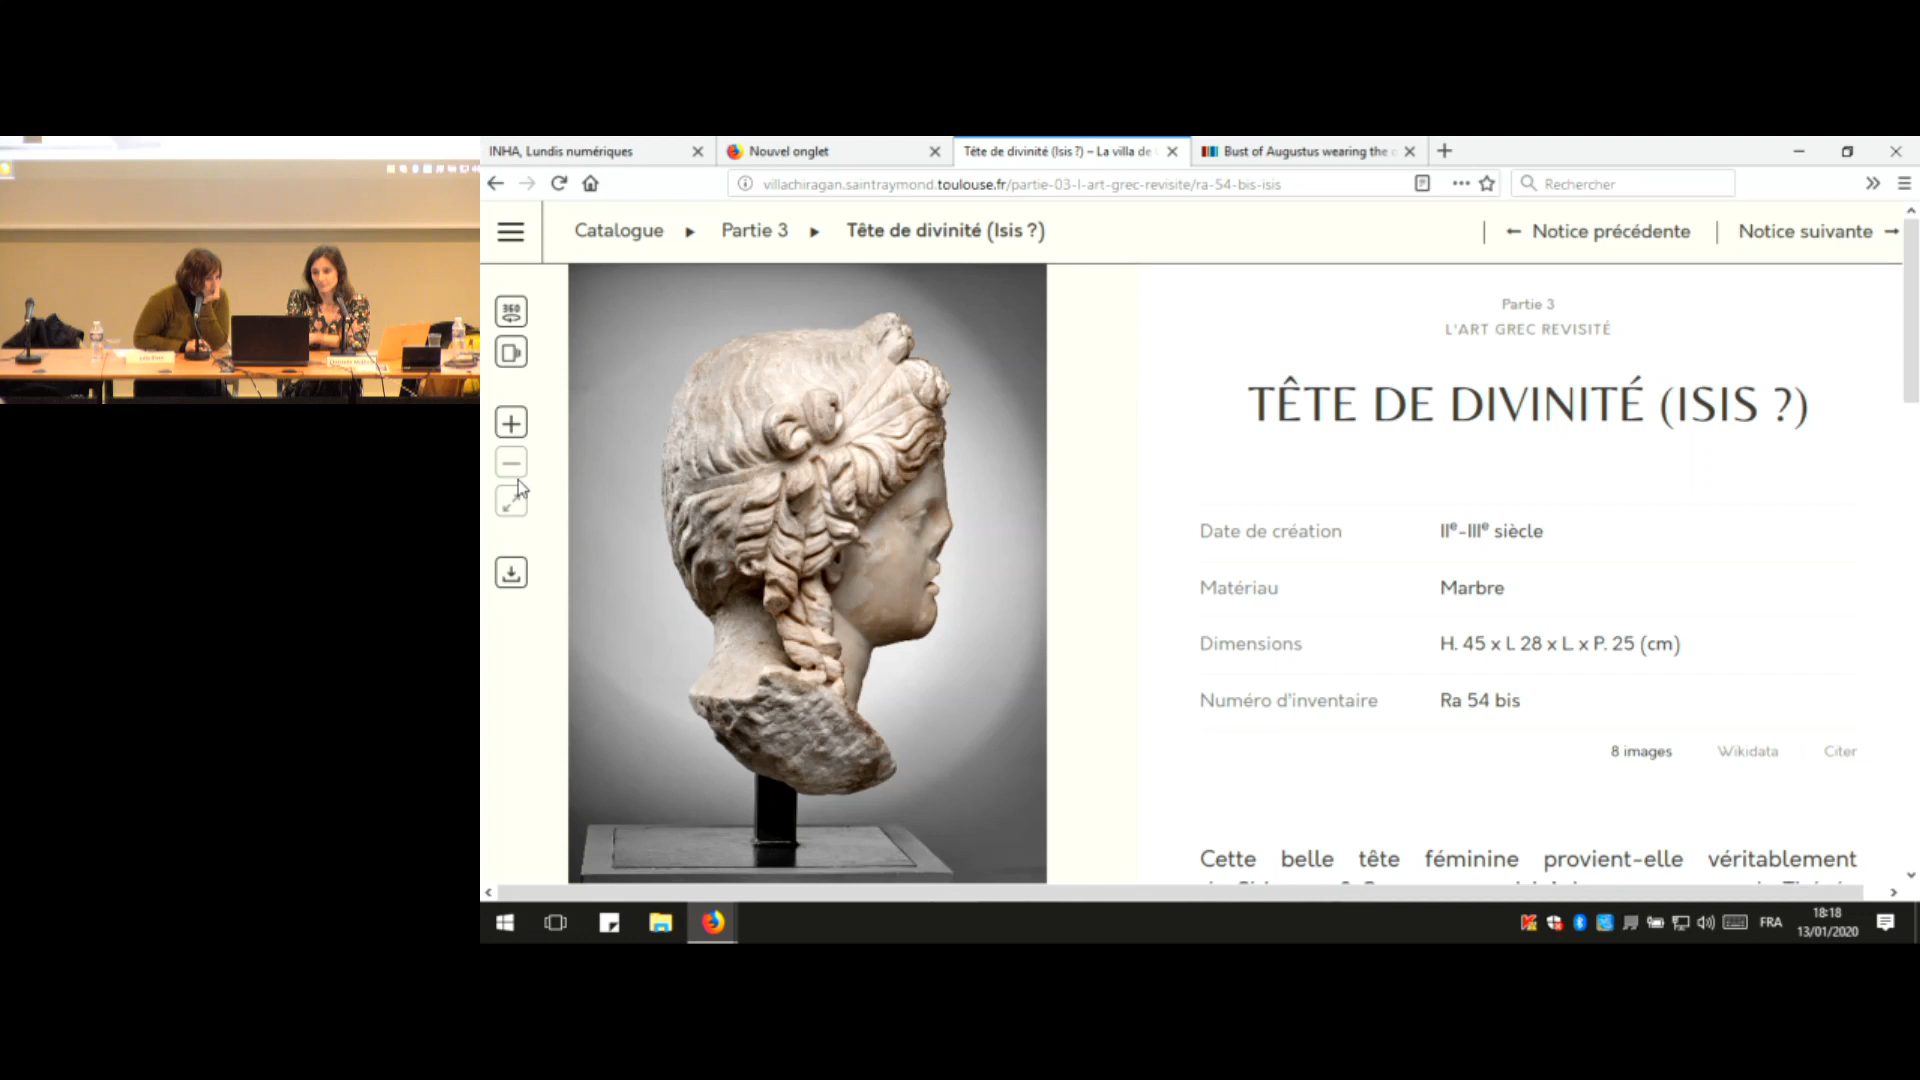 INHA, Lundis numériques
Nouvel onglet
Tête de divinité (Isis ?) – La villa de
Bust of Augustus wearing the
villachiragan.saintraymond.toulouse.fr/partie-03-l-art-grec-revisite/ra-54-bis-isis
Rechercher
Catalogue ▸ Partie 3 ▸ Tête de divinité (Isis ?)
← Notice précédente
Notice suivante →
360
Partie 3
L'ART GREC REVISITÉ
TÊTE DE DIVINITÉ (ISIS ?)
Date de création IIe-IIIe siècle
Matériau Marbre
Dimensions H. 45 x L 28 x L x P. 25 (cm)
Numéro d'inventaire Ra 54 bis
8 images Wikidata Citer
Cette belle tête féminine provient-elle véritablement
FRA
18:18
13/01/2020